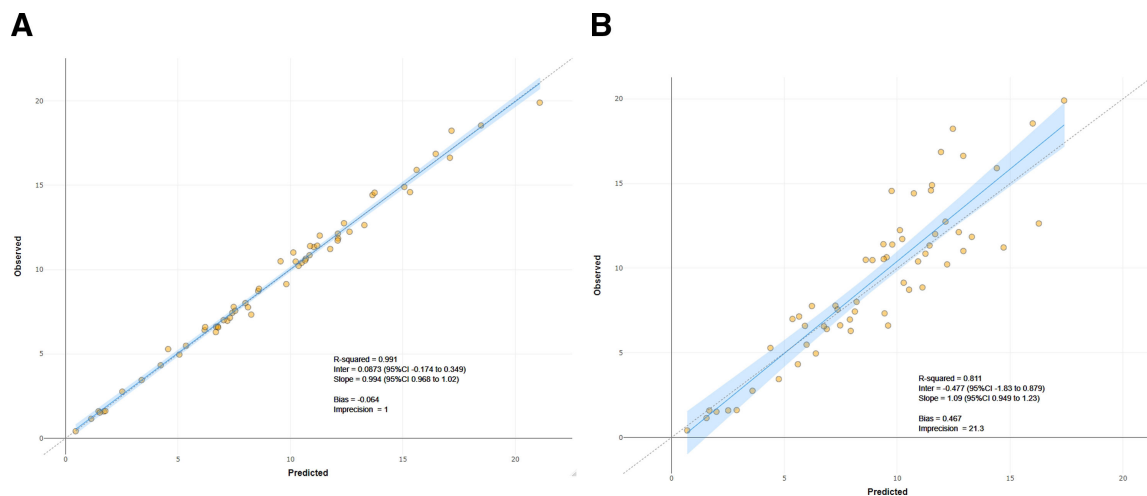 A
B
20
15
10
5
0
Observed
R-squared = 0.991
Inter = 0.0873 (95%CI -0.174 to 0.349)
Slope = 0.994 (95%CI 0.968 to 1.02)
Bias = -0.064
Imprecision = 1
0
5
10
15
20
Predicted
20
15
10
5
0
Observed
R-squared = 0.811
Inter = -0.477 (95%CI -1.83 to 0.879)
Slope = 1.09 (95%CI 0.949 to 1.23)
Bias = 0.467
Imprecision = 21.3
0
5
10
15
20
Predicted